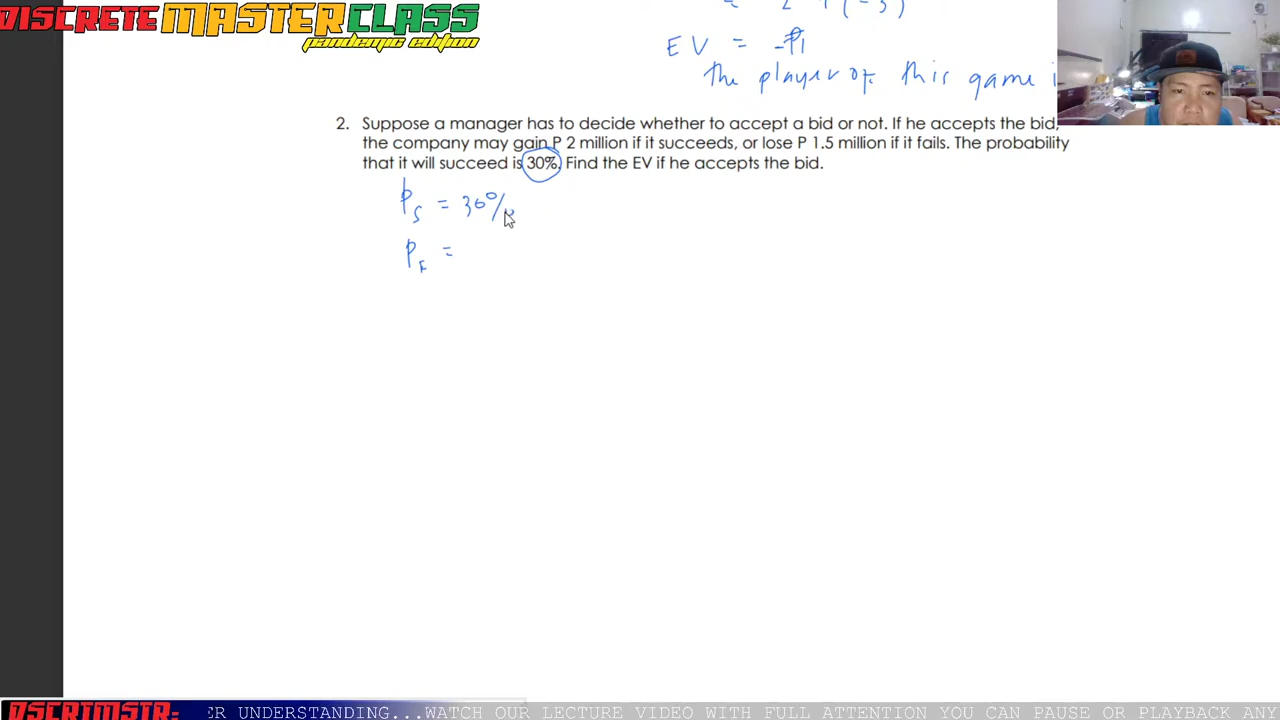 DISCRETE MASTERCLASS
pandemic edition
= 2 + (-3)
EV = -₱1
the player of this game i
2. Suppose a manager has to decide whether to accept a bid or not. If he accepts the bid,
the company may gain P 2 million if it succeeds, or lose P 1.5 million if it fails. The probability
that it will succeed is 30%. Find the EV if he accepts the bid.
PS = 30%
PF =
DSCRTMSTR: ER UNDERSTANDING...WATCH OUR LECTURE VIDEO WITH FULL ATTENTION YOU CAN PAUSE OR PLAYBACK ANY